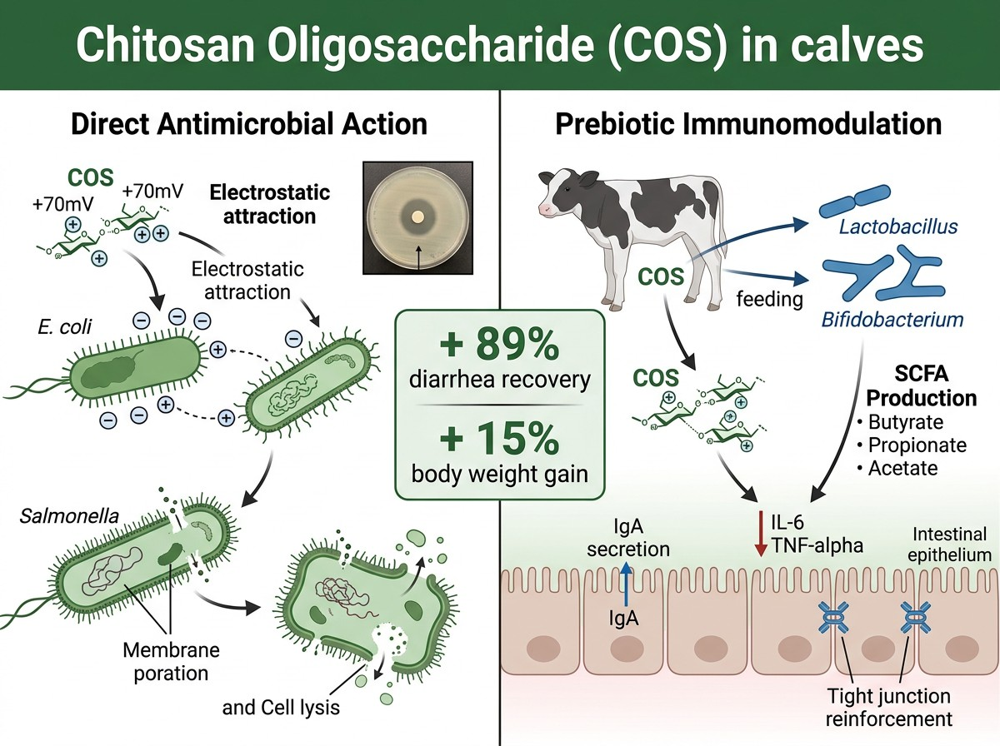 Chitosan Oligosaccharide (COS) in calves
Direct Antimicrobial Action
COS
+70mV
+70mV
Electrostatic
attraction
Electrostatic
attraction
E. coli
Salmonella
Membrane
poration
and Cell lysis
+ 89%
diarrhea recovery
+ 15%
body weight gain
Prebiotic Immunomodulation
COS
feeding
Lactobacillus
Bifidobacterium
COS
SCFA
Production
• Butyrate
• Propionate
• Acetate
IL-6
TNF-alpha
IgA
secretion
IgA
Intestinal
epithelium
Tight junction
reinforcement